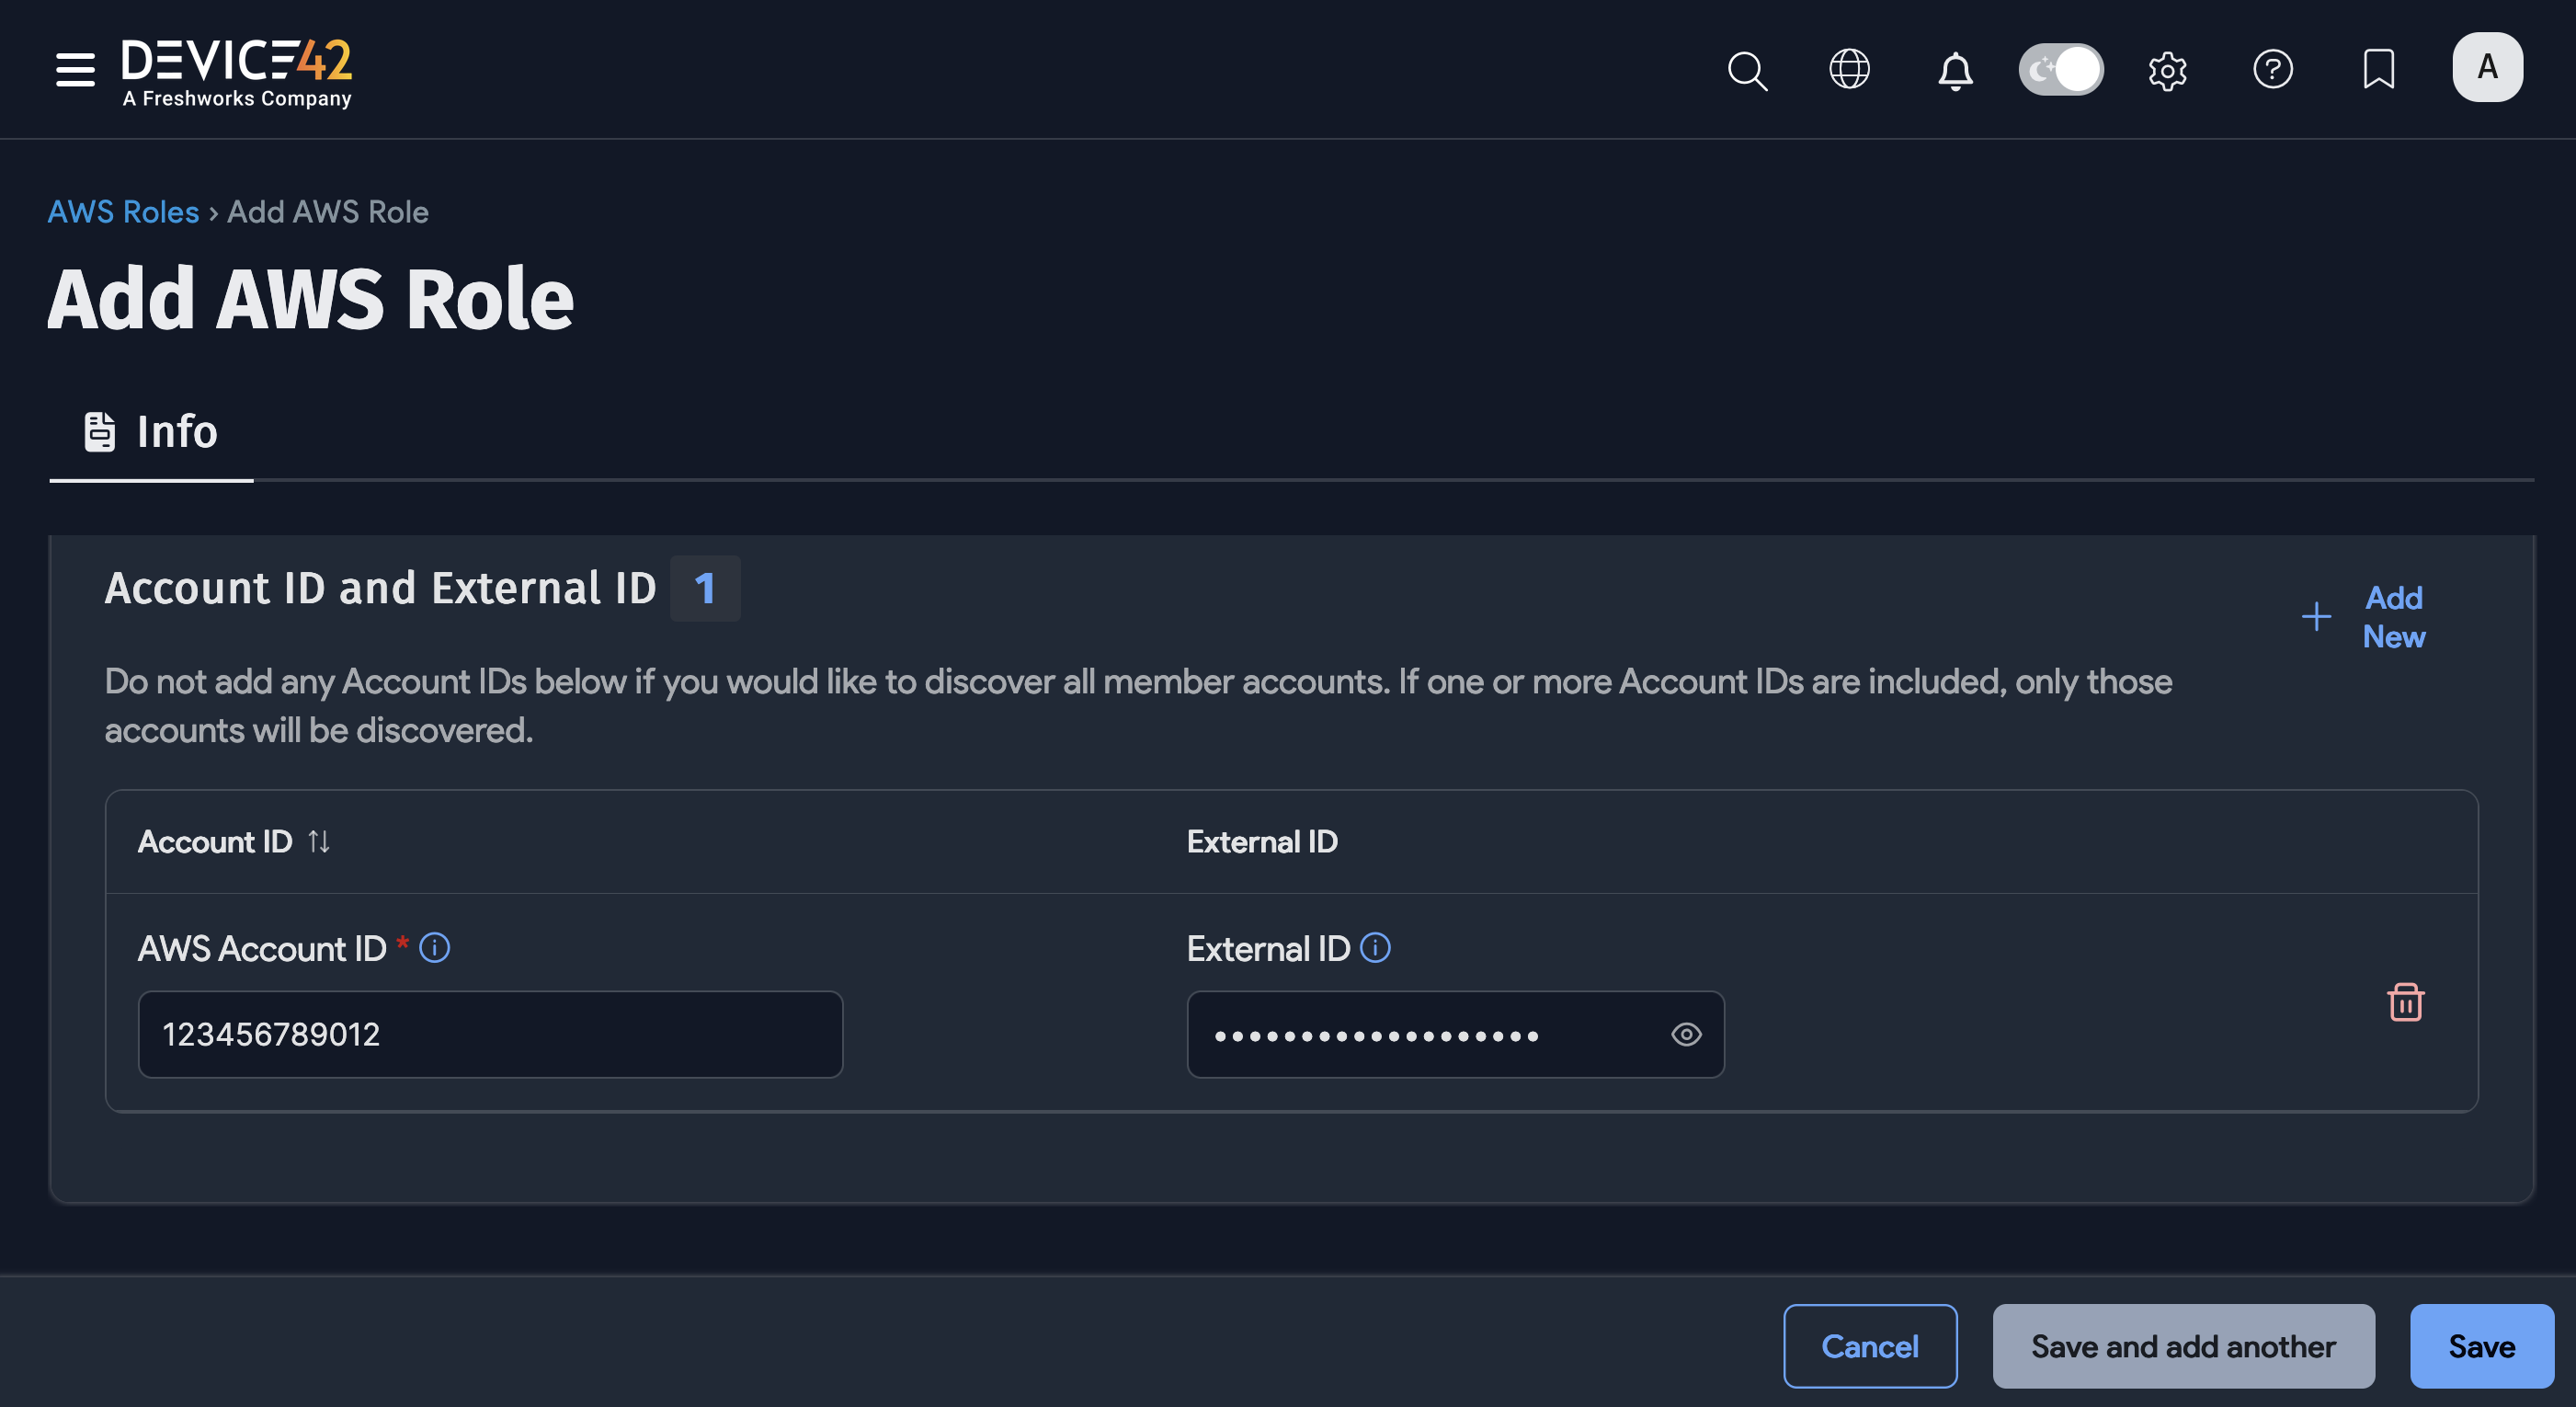 DEVICE42
A Freshworks Company
A
AWS Roles › Add AWS Role
Add AWS Role
Info
Account ID and External ID 1
Add
New
Do not add any Account IDs below if you would like to discover all member accounts. If one or more Account IDs are included, only those
accounts will be discovered.
Account ID External ID
AWS Account ID * External ID
123456789012 •••••••••••••••••••
Cancel Save and add another Save